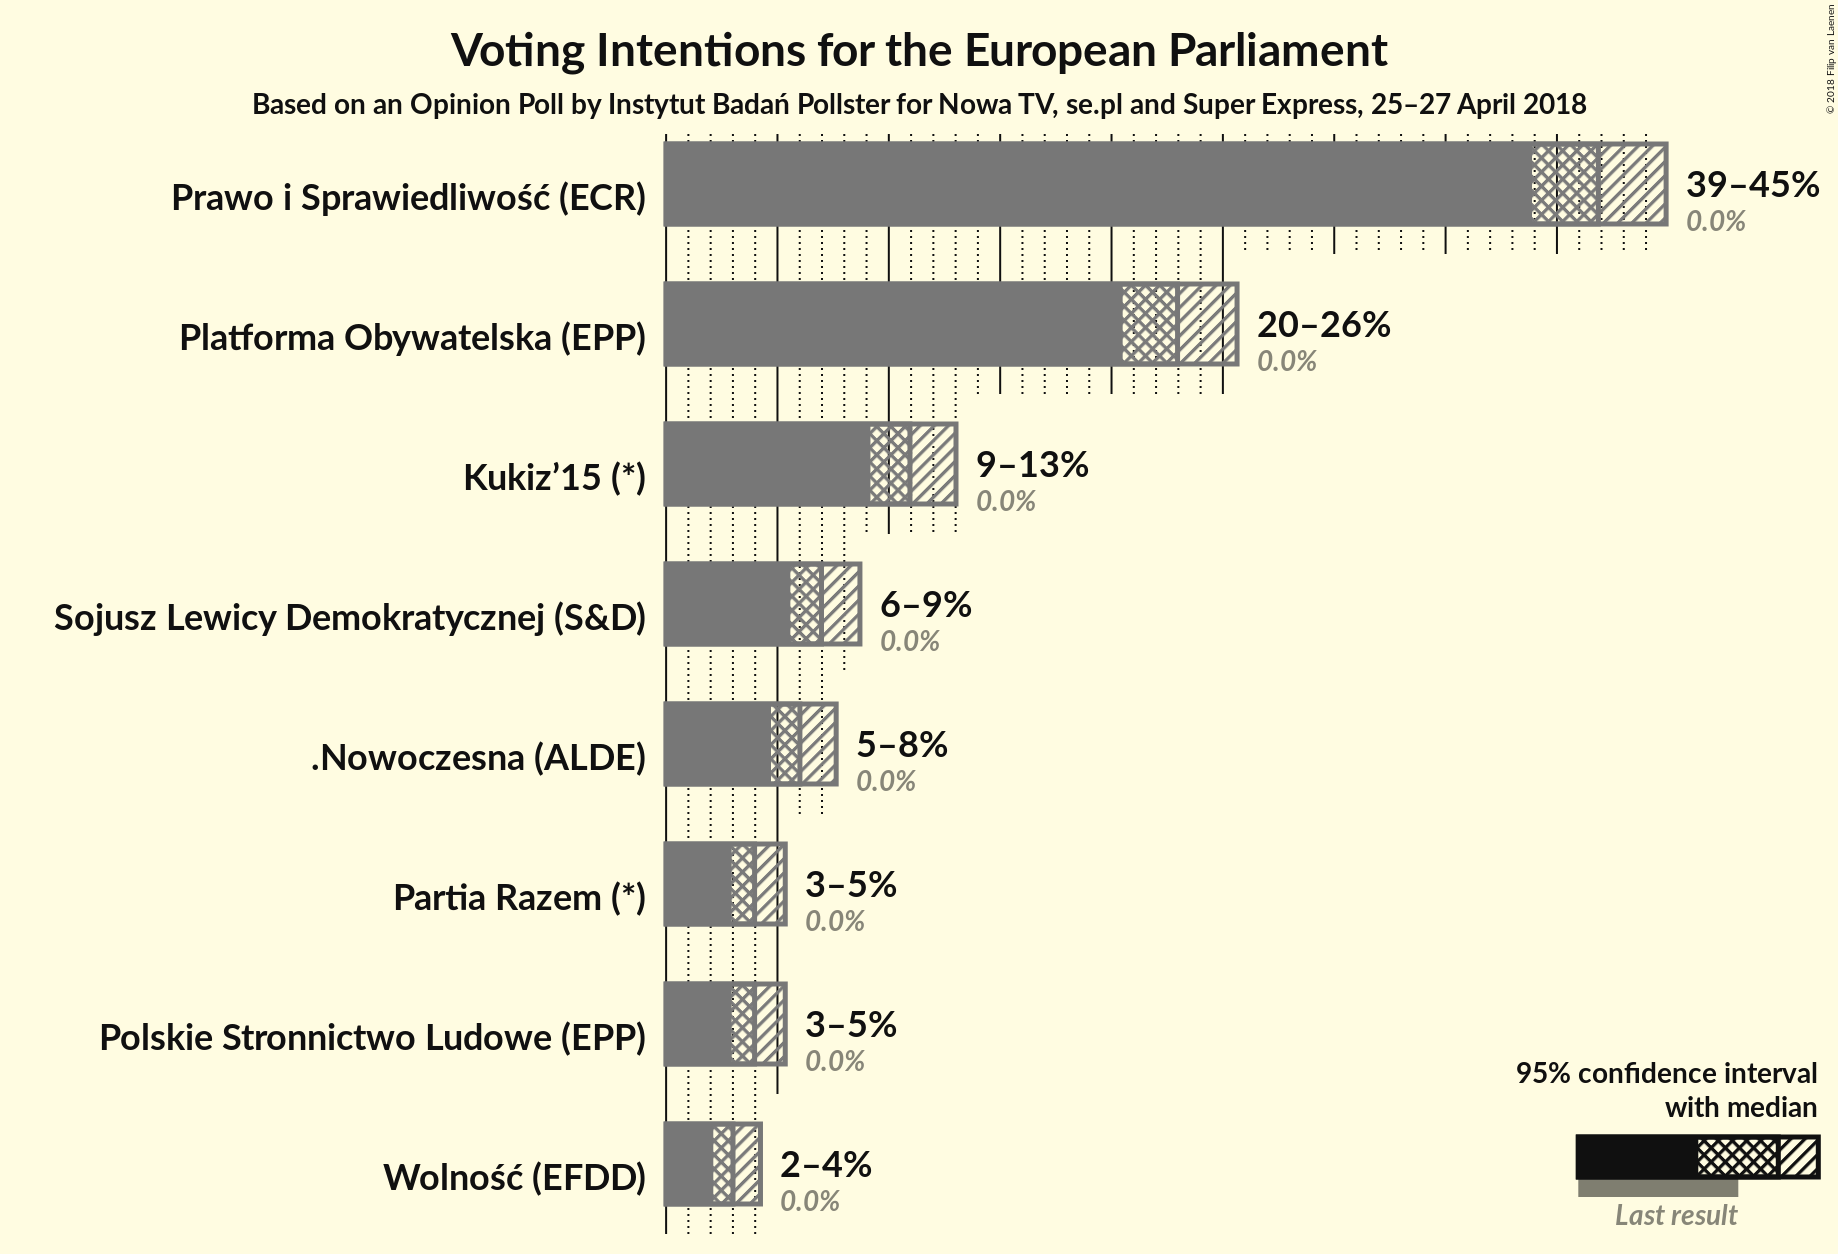 Voting Intentions for the European Parliament
Based on an Opinion Poll by Instytut Badań Pollster for Nowa TV, se.pl and Super Express, 25–27 April 2018
© 2018 Filip van Laenen
Prawo i Sprawiedliwość (ECR)
39–45%
0.0%
Platforma Obywatelska (EPP)
20–26%
0.0%
Kukiz’15 (*)
9–13%
0.0%
Sojusz Lewicy Demokratycznej (S&D)
6–9%
0.0%
.Nowoczesna (ALDE)
5–8%
0.0%
Partia Razem (*)
3–5%
0.0%
Polskie Stronnictwo Ludowe (EPP)
3–5%
0.0%
Wolność (EFDD)
2–4%
0.0%
95% confidence interval
with median
Last result